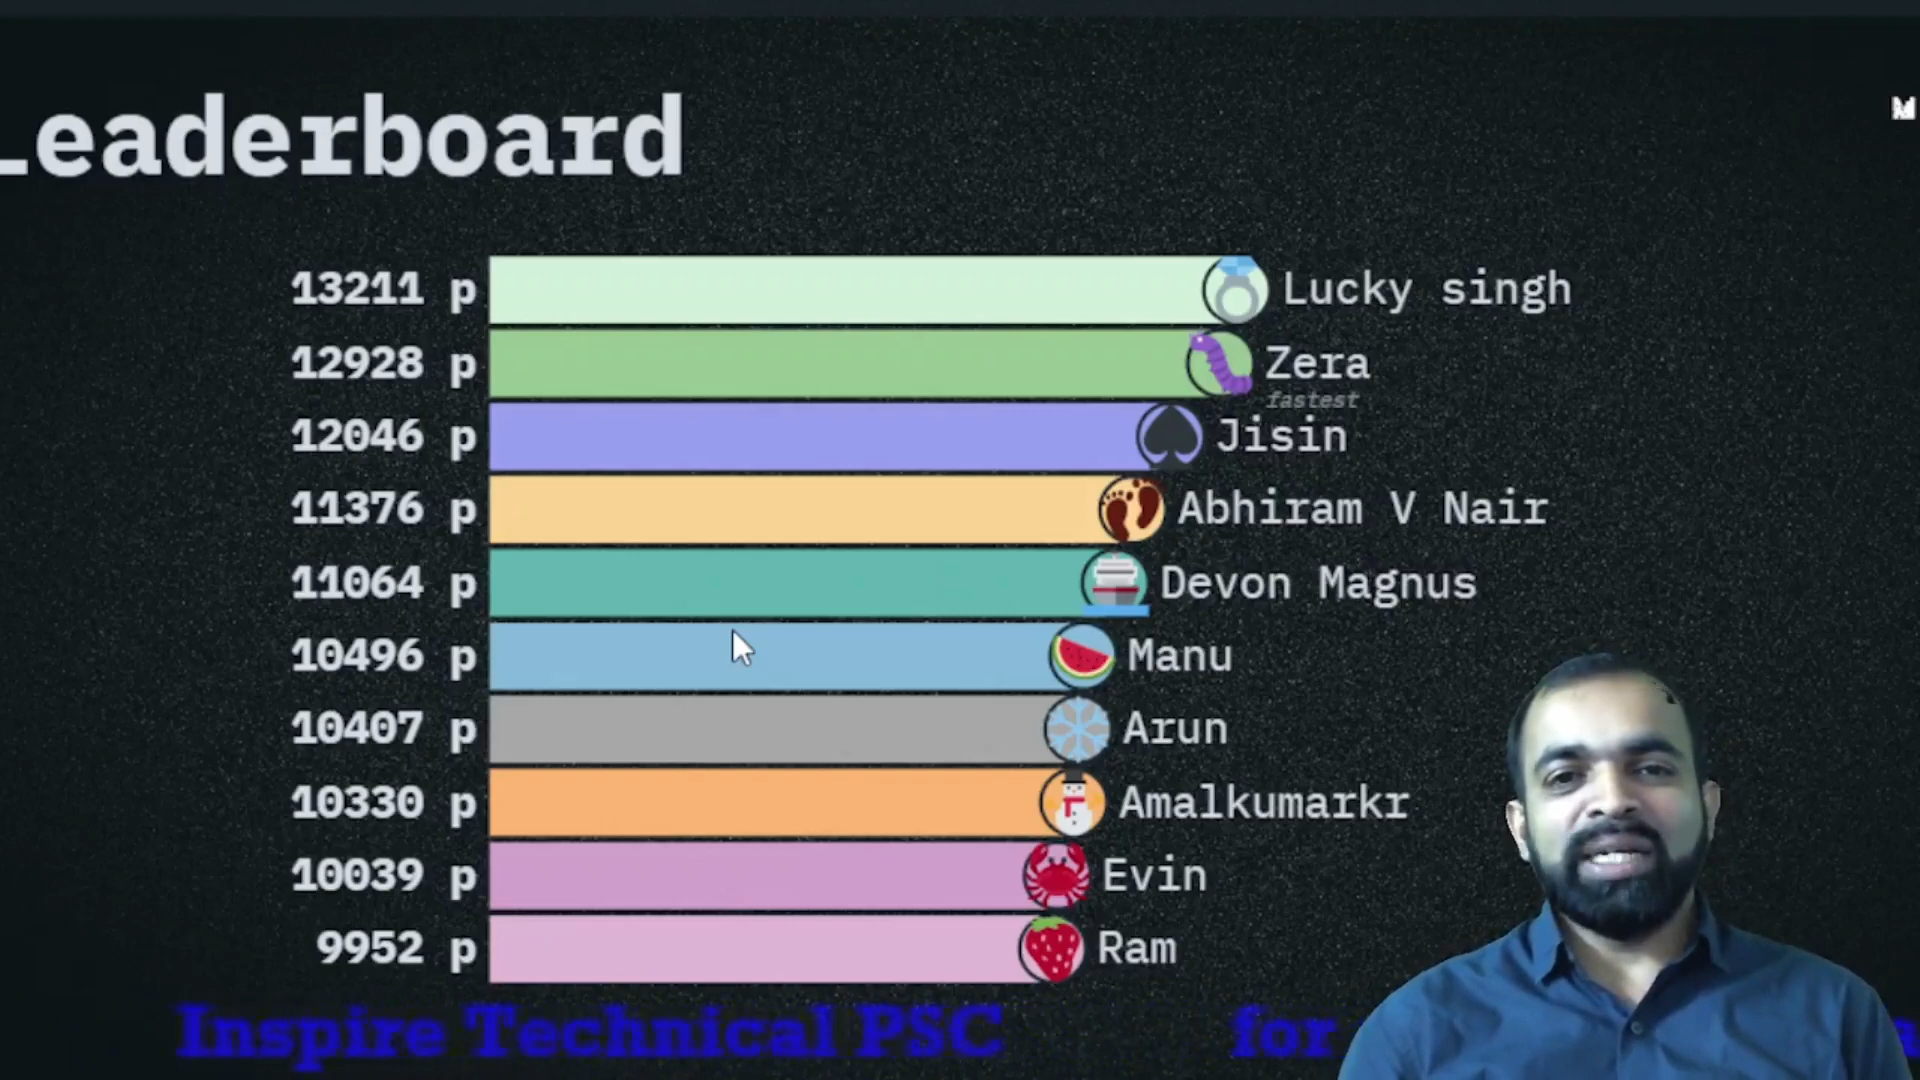 Leaderboard
13211 p Lucky singh
12928 p Zera
fastest
12046 p Jisin
11376 p Abhiram V Nair
11064 p Devon Magnus
10496 p Manu
10407 p Arun
10330 p Amalkumarkr
10039 p Evin
9952 p Ram
Inspire Technical PSC for